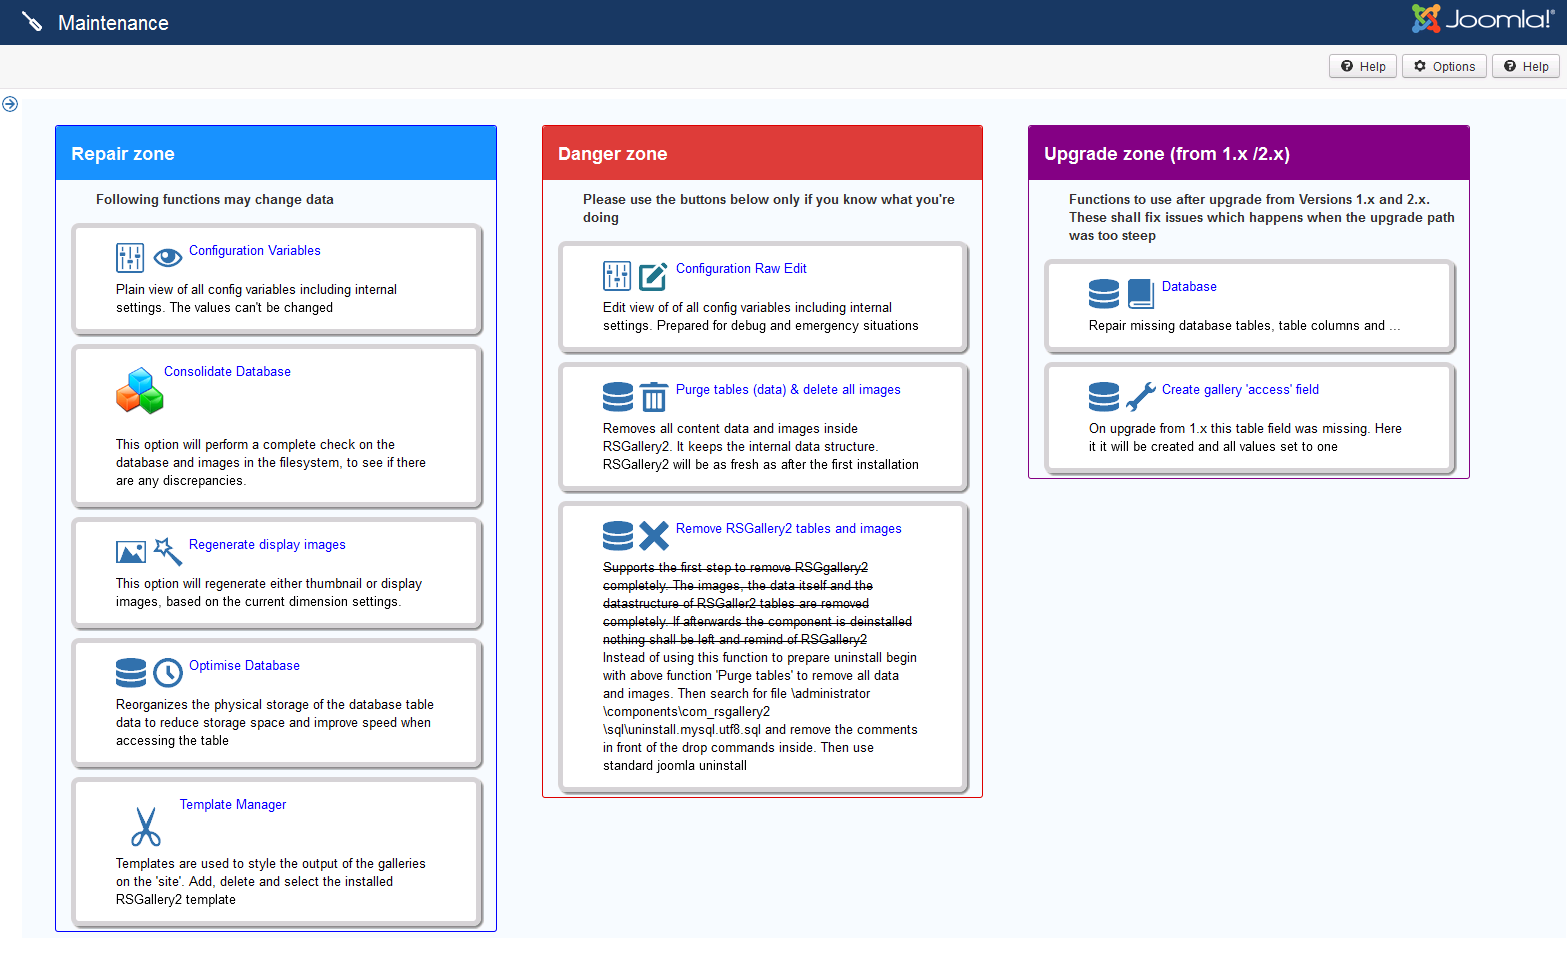 Maintenance
Joomla!®
Help
Options
Help
Repair zone
Following functions may change data
Configuration Variables
Plain view of all config variables including internal
settings. The values can't be changed
Consolidate Database
This option will perform a complete check on the
database and images in the filesystem, to see if there
are any discrepancies.
Regenerate display images
This option will regenerate either thumbnail or display
images, based on the current dimension settings.
Optimise Database
Reorganizes the physical storage of the database table
data to reduce storage space and improve speed when
accessing the table
Template Manager
Templates are used to style the output of the galleries
on the 'site'. Add, delete and select the installed
RSGallery2 template
Danger zone
Please use the buttons below only if you know what you're
doing
Configuration Raw Edit
Edit view of of all config variables including internal
settings. Prepared for debug and emergency situations
Purge tables (data) & delete all images
Removes all content data and images inside
RSGallery2. It keeps the internal data structure.
RSGallery2 will be as fresh as after the first installation
Remove RSGallery2 tables and images
Supports the first step to remove RSGgallery2
completely. The images, the data itself and the
datastructure of RSGaller2 tables are removed
completely. If afterwards the component is deinstalled
nothing shall be left and remind of RSGallery2
Instead of using this function to prepare uninstall begin
with above function 'Purge tables' to remove all data
and images. Then search for file \administrator
\components\com_rsgallery2
\sql\uninstall.mysql.utf8.sql and remove the comments
in front of the drop commands inside. Then use
standard joomla uninstall
Upgrade zone (from 1.x /2.x)
Functions to use after upgrade from Versions 1.x and 2.x.
These shall fix issues which happens when the upgrade path
was too steep
Database
Repair missing database tables, table columns and ...
Create gallery 'access' field
On upgrade from 1.x this table field was missing. Here
it it will be created and all values set to one